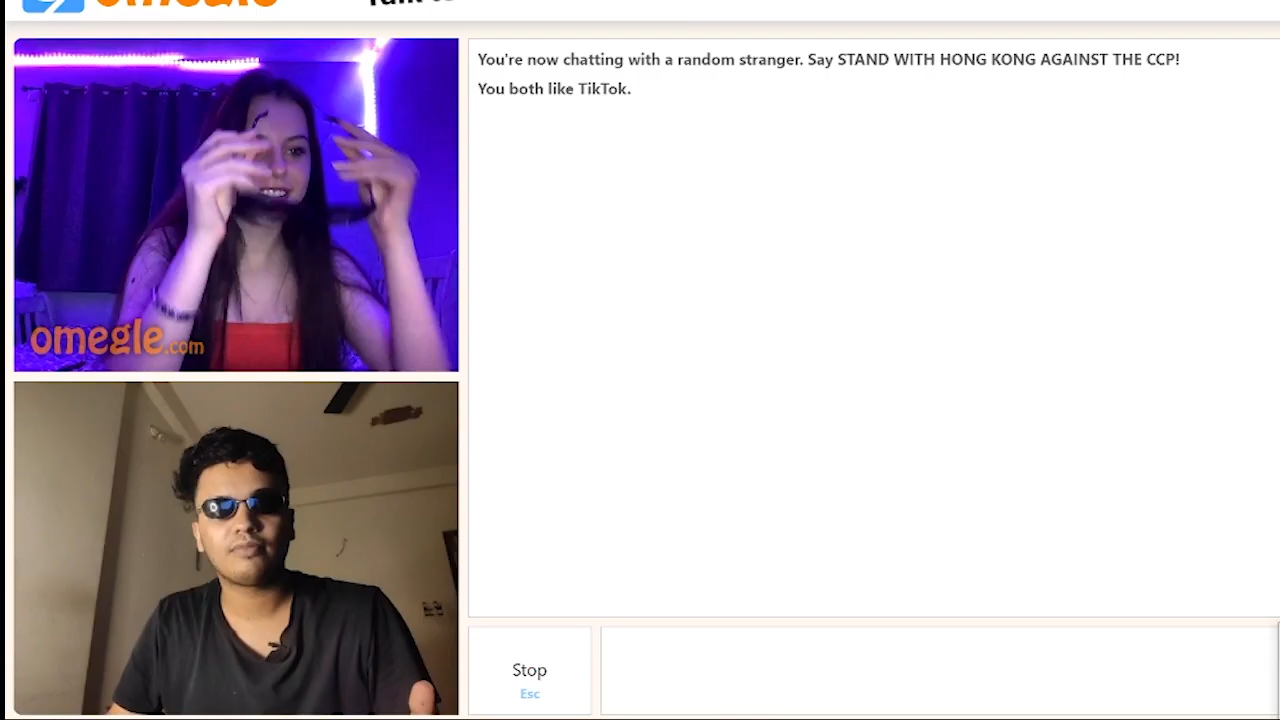 omegle
You're now chatting with a random stranger. Say STAND WITH HONG KONG AGAINST THE CCP!
You both like TikTok.
omegle.com
Stop
Esc